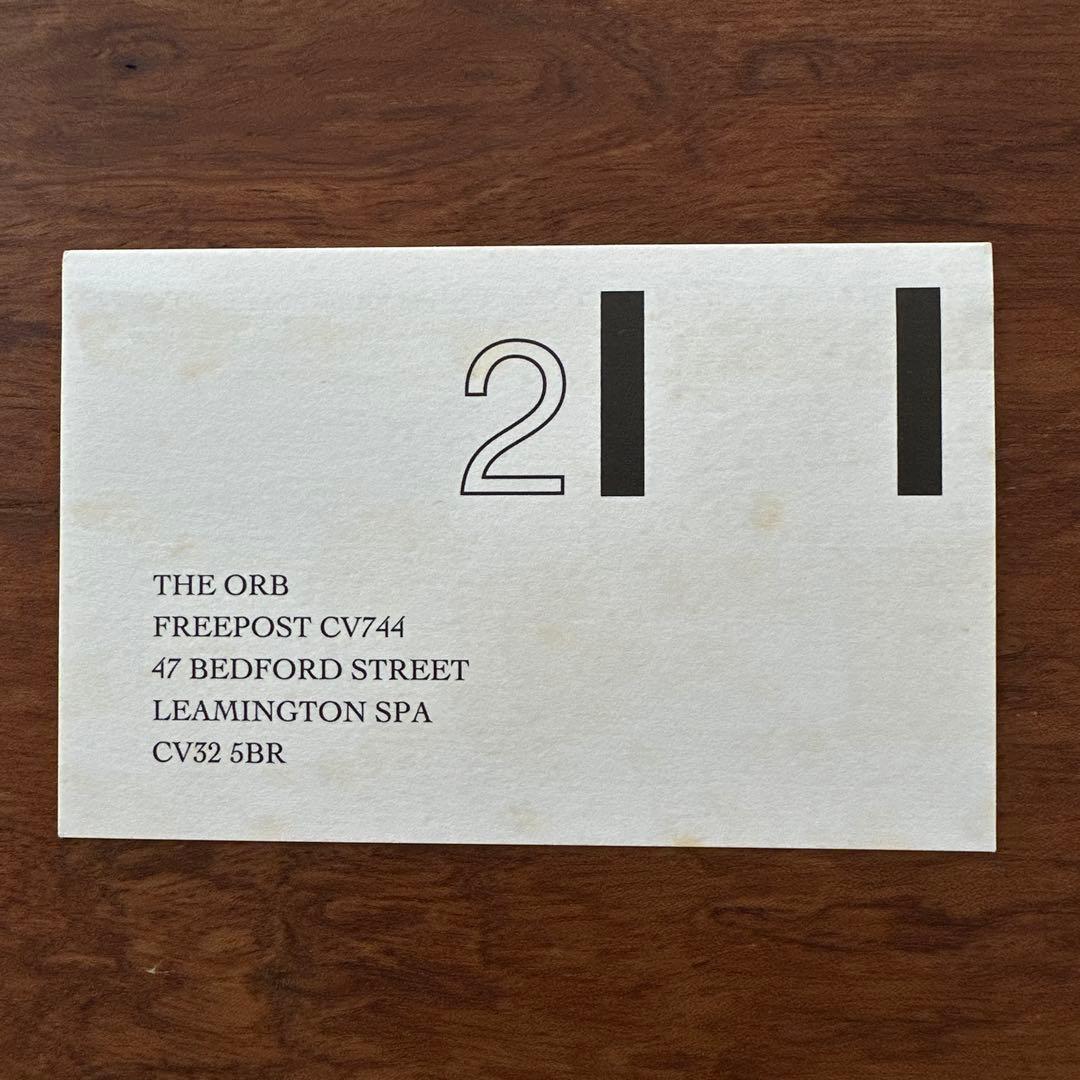 2
THE ORB
FREEPOST CV744
47 BEDFORD STREET
LEAMINGTON SPA
CV32 5BR